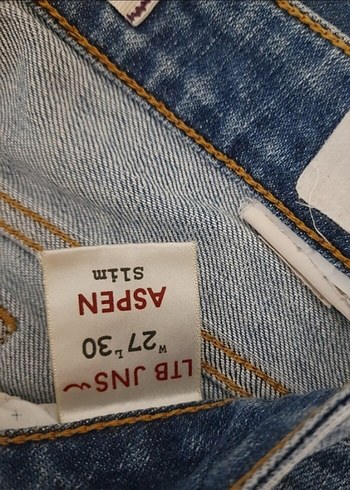 LTB JNS
W27 L30
ASPEN
Slim